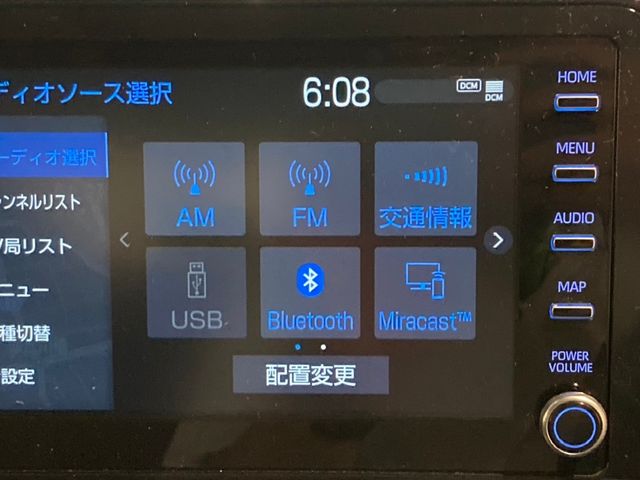 ディオソース選択
6:08
DCM
DCM
HOME
ーディオ選択
ンネルリスト
局リスト
ニュー
種切替
設定
AM
FM
交通情報
USB
Bluetooth
Miracast™
配置変更
MENU
AUDIO
MAP
POWER
VOLUME